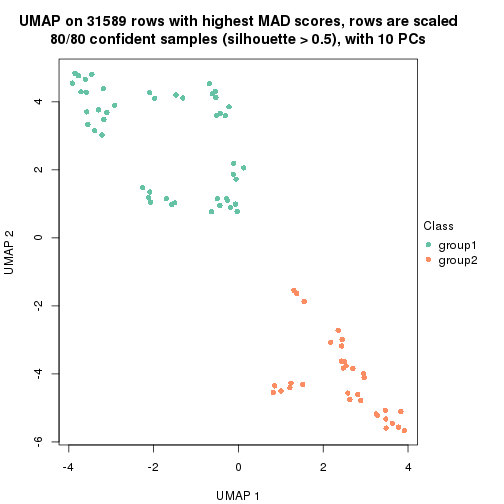 UMAP on 31589 rows with highest MAD scores, rows are scaled
80/80 confident samples (silhouette > 0.5), with 10 PCs
4
2
0
-2
-4
-6
UMAP 2
-4 -2 0 2 4
UMAP 1
Class
group1
group2